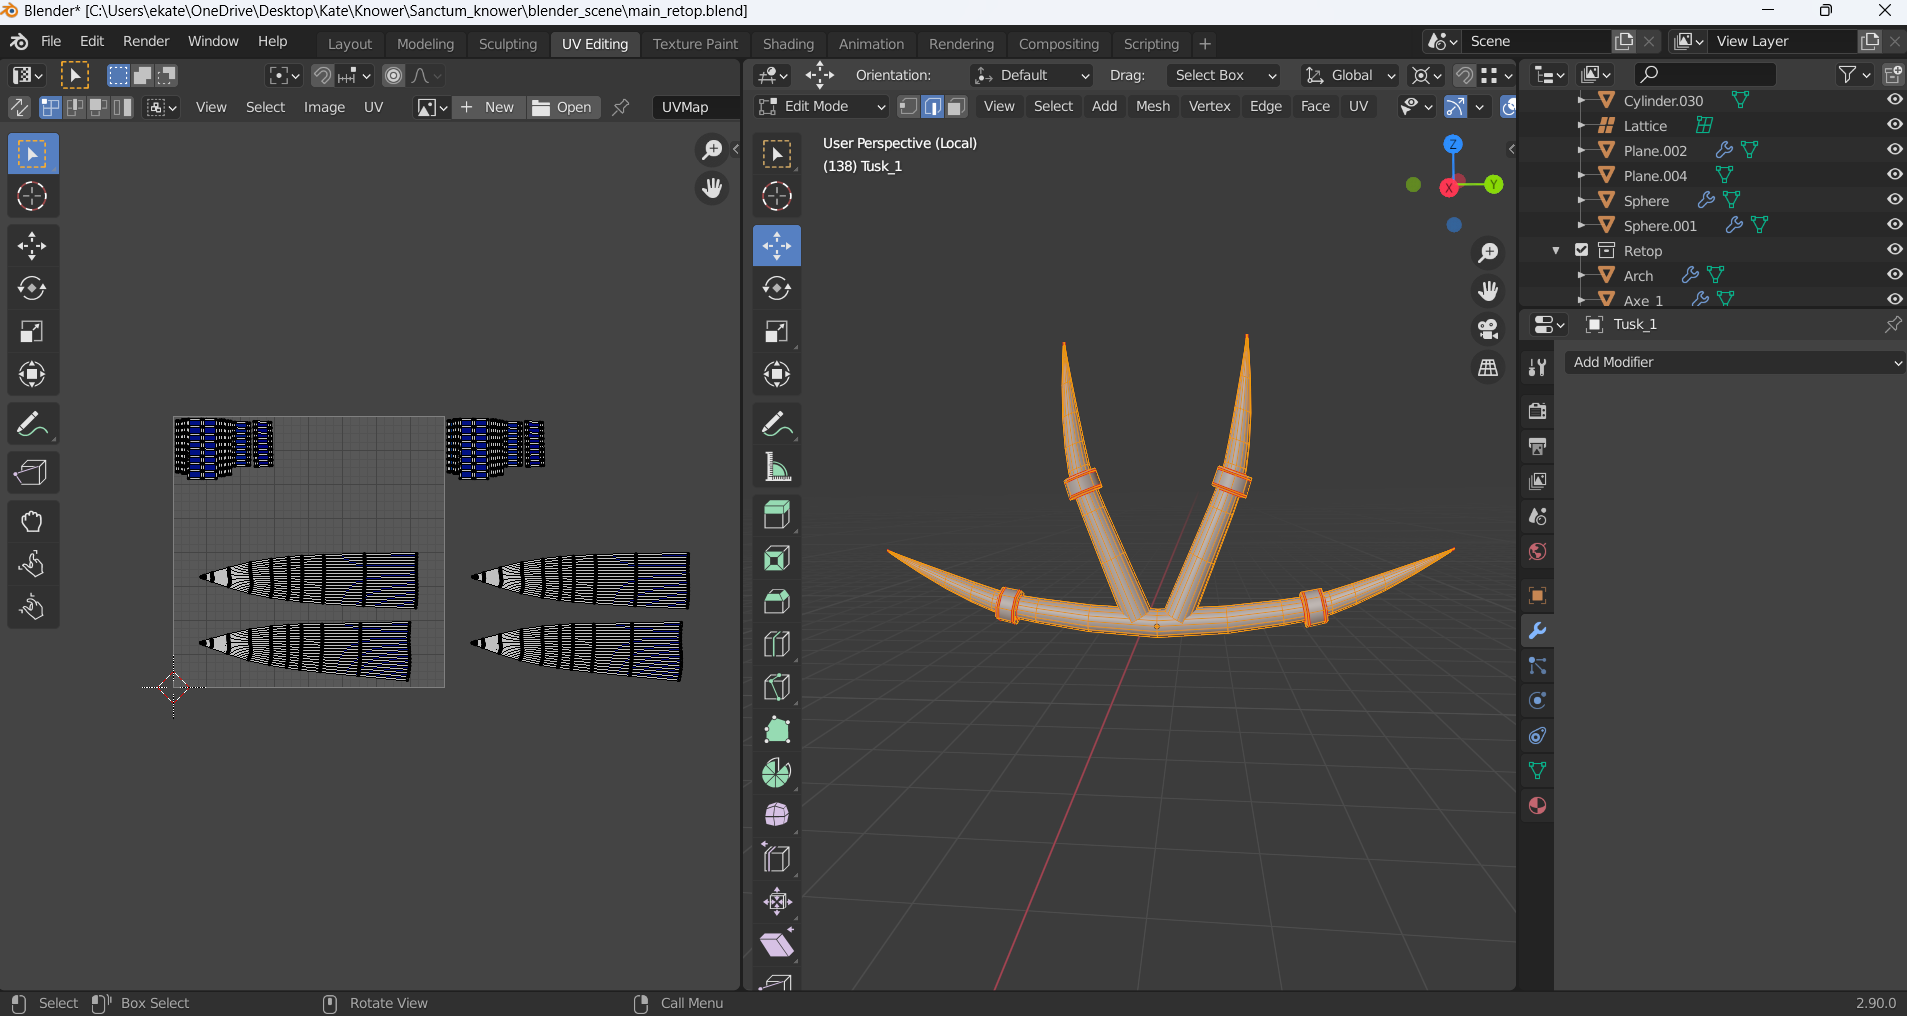 Blender* [C:\Users\ekate\OneDrive\Desktop\Kate\Knower\Sanctum_knower\blender_scene\main_retop.blend]
File Edit Render Window Help Layout Modeling Sculpting UV Editing Texture Paint Shading Animation Rendering Compositing Scripting + Scene View Layer
Orientation: Default Drag: Select Box Global
View Select Image UV + New Open UVMap Edit Mode View Select Add Mesh Vertex Edge Face UV
User Perspective (Local)
(138) Tusk_1
Z
X
Y
Cylinder.030
Lattice
Plane.002
Plane.004
Sphere
Sphere.001
Retop
Arch
Axe_1
Tusk_1
Add Modifier
Select Box Select Rotate View Call Menu 2.90.0